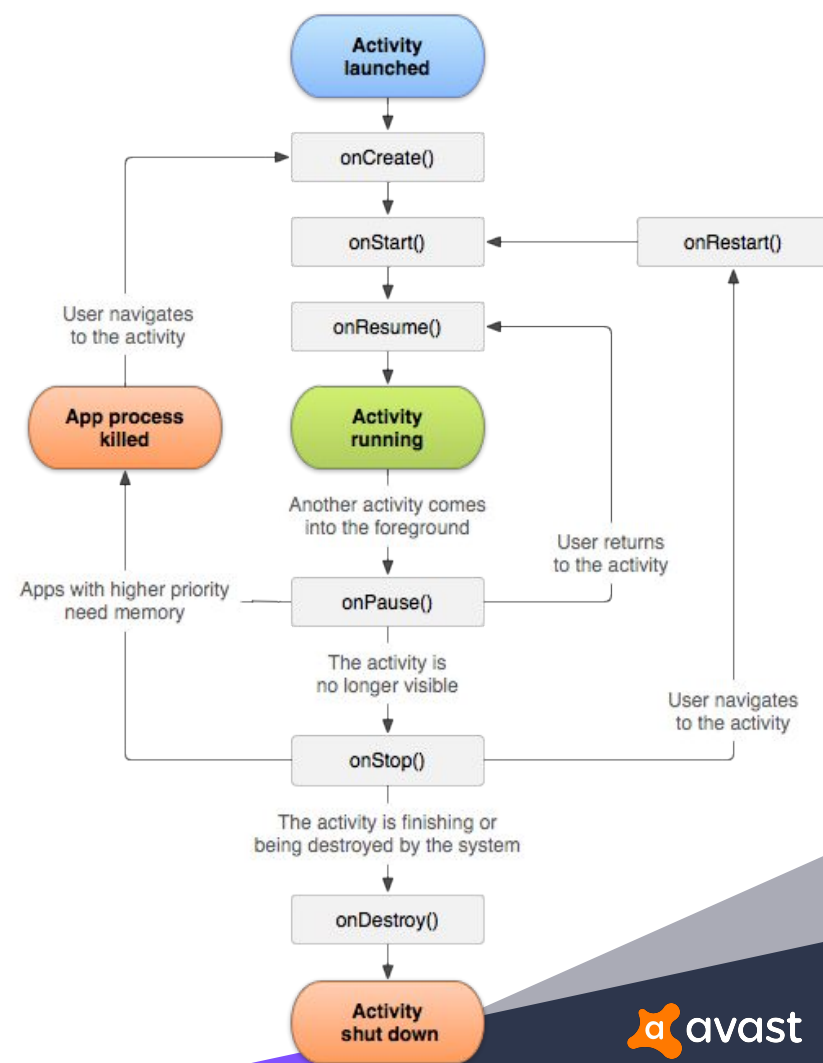 Activity
launched
onCreate()
onStart()
onRestart()
User navigates
to the activity
onResume()
App process
killed
Activity
running
Another activity comes
into the foreground
User returns
to the activity
Apps with higher priority
need memory
onPause()
The activity is
no longer visible
User navigates
to the activity
onStop()
The activity is finishing or
being destroyed by the system
onDestroy()
Activity
shut down
a avast